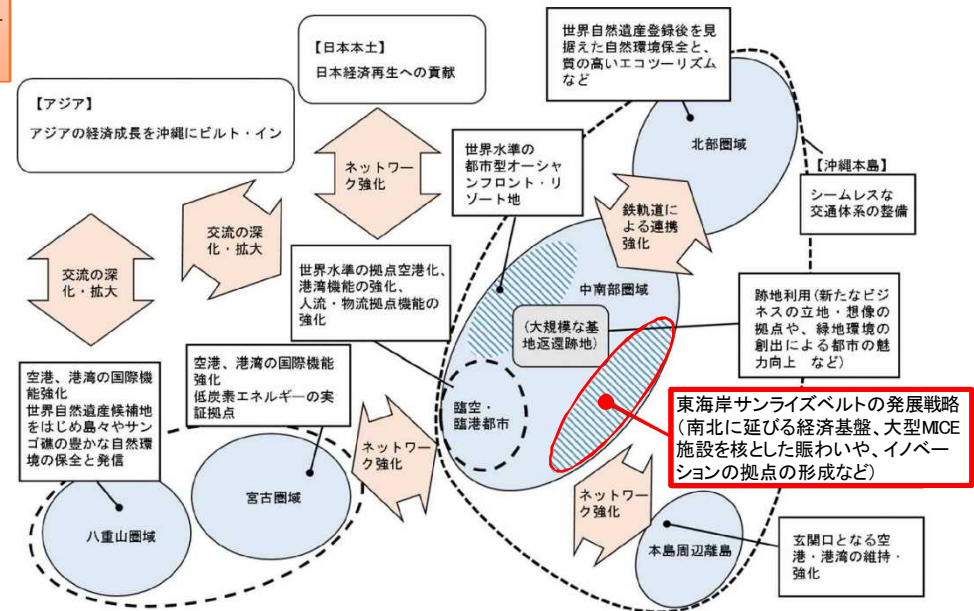 【日本本土】
日本経済再生への貢献
【アジア】
アジアの経済成長を沖縄にビルト・イン
世界自然遺産登録後を見
据えた自然環境保全と、
質の高いエコツーリズム
など
北部圏域
【沖縄本島】
シームレスな
交通体系の整備
世界水準の
都市型オーシャ
ンフロント・リ
ゾート地
ネットワー
ク強化
鉄軌道に
よる連携
強化
交流の深
化・拡大
交流の深
化・拡大
世界水準の拠点空港化、
港湾機能の強化、
人流・物流拠点機能の
強化
中南部圏域
(大規模な基
地返還跡地)
跡地利用(新たなビジ
ネスの立地・想像の
拠点や、緑地環境の
創出による都市の魅
力向上 など)
空港、港湾の国際機能
強化
低炭素エネルギーの実
証拠点
空港、港湾の国際機
能強化
世界自然遺産候補地
をはじめ島々やサン
ゴ礁の豊かな自然環
境の保全と発信
臨空・
臨港都市
東海岸サンライズベルトの発展戦略
(南北に延びる経済基盤、大型MICE
施設を核とした賑わいや、イノベー
ションの拠点の形成など)
ネットワー
ク強化
宮古圏域
八重山圏域
ネットワー
ク強化
本島周辺離島
玄関口となる空
港・港湾の維持・
強化